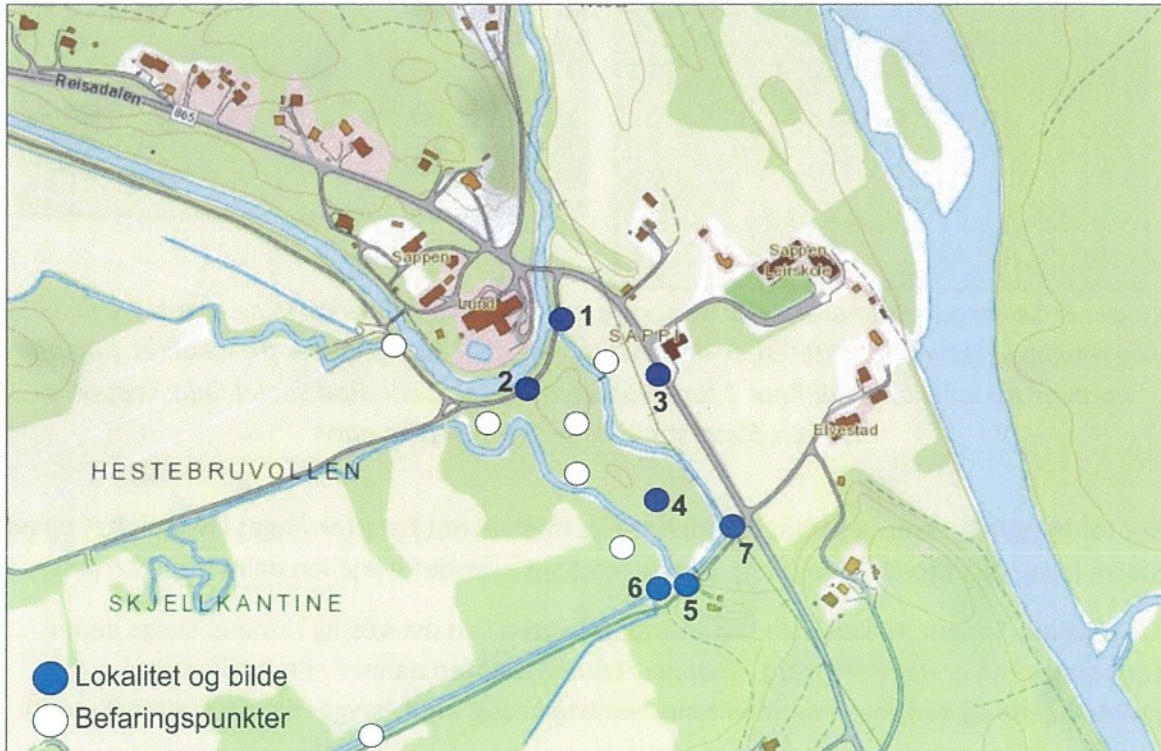 Reisadalen
865
Sappen
Lund
Sappen
Leirskole
1
SAPPI
2
3
Elvestad
HESTEBRUVOLLEN
4
7
6
5
SKJELLKANTINE
Lokalitet og bilde
Befaringspunkter